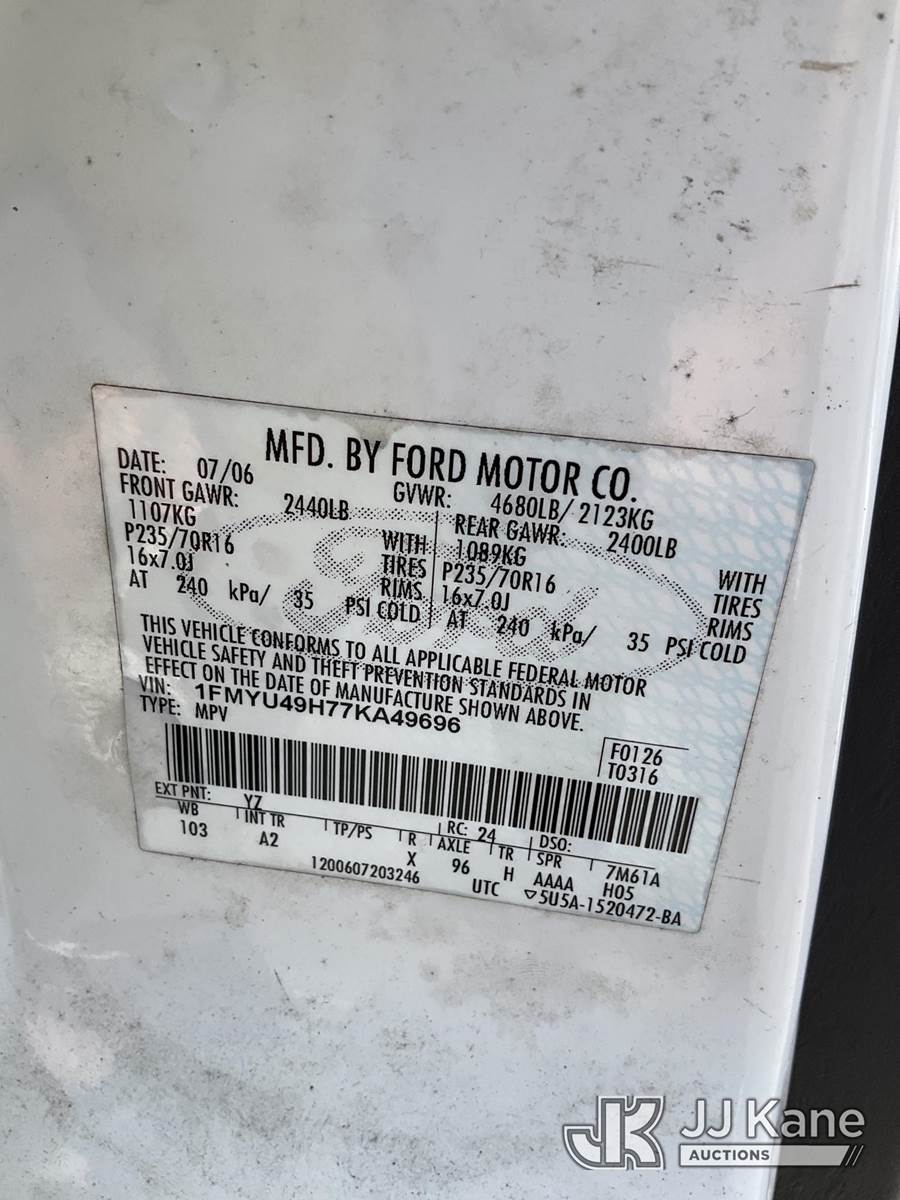 MFD. BY FORD MOTOR CO.
DATE: 07/06 GVWR: 4680LB/ 2123KG
FRONT GAWR: 2440LB REAR GAWR: 2400LB
1107KG WITH 1089KG WITH
P235/70R16 TIRES P235/70R16 TIRES
16x7.0J RIMS 16x7.0J RIMS
AT 240 kPa/ 35 PSI COLD AT 240 kPa/ 35 PSI COLD
THIS VEHICLE CONFORMS TO ALL APPLICABLE FEDERAL MOTOR
VEHICLE SAFETY AND THEFT PREVENTION STANDARDS IN
EFFECT ON THE DATE OF MANUFACTURE SHOWN ABOVE.
VIN: 1FMYU49H77KA49696
TYPE: MPV
F0126
T0316
EXT PNT: YZ RC: 24 DSO:
WB INT TR TP/PS R AXLE TR SPR 7M61A
103 A2 X 96 H AAAA H05
1200607203246 UTC ▽5U5A-1520472-BA
Ford
JK JJ Kane
AUCTIONS